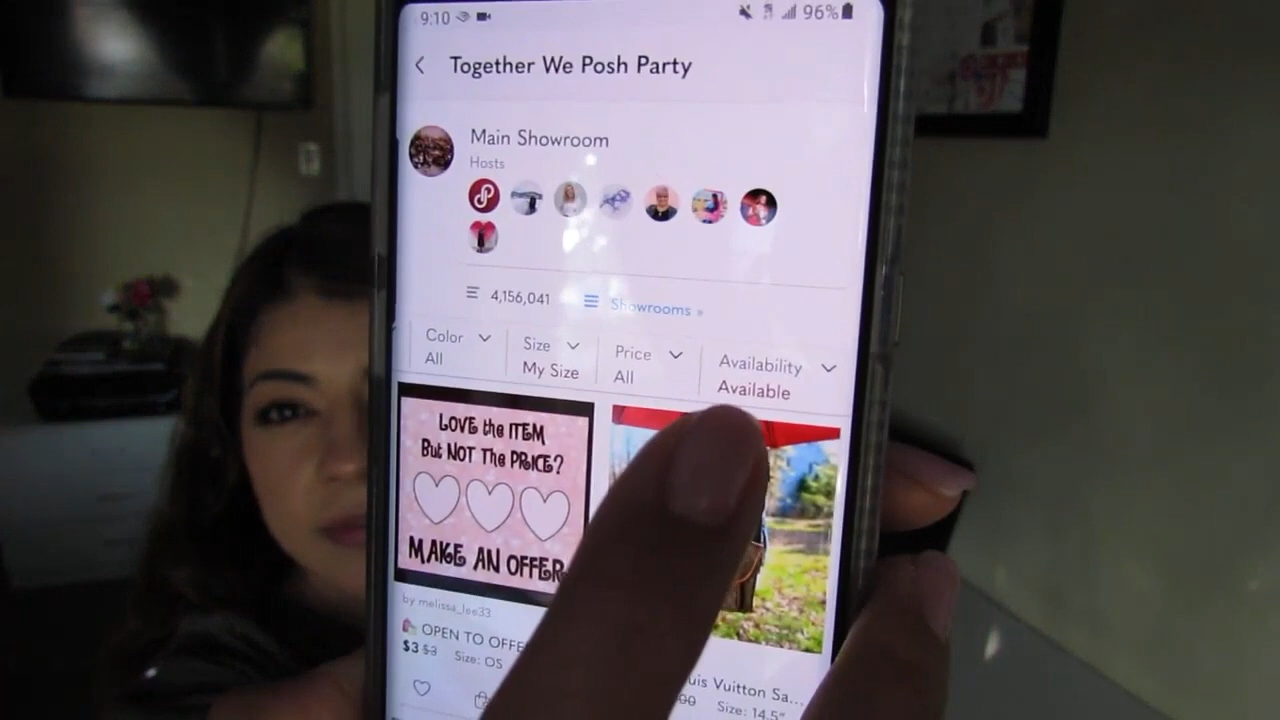 9:10 96%
Together We Posh Party
Main Showroom
Hosts
4,156,041 Showrooms »
Color Size Price Availability
All My Size All Available
LOVE the ITEM
But NOT The PRICE?
MAKE AN OFFER
by melissa_lee33
OPEN TO OFFE
$3 $3 Size: OS
uis Vuitton Sa...
Size: 14.5"